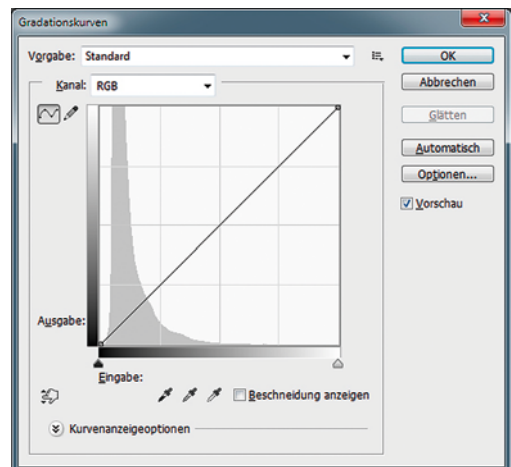 Gradationskurven
Vorgabe: Standard
OK
Kanal: RGB
Abbrechen
Glätten
Automatisch
Optionen...
Vorschau
Ausgabe:
Eingabe:
Beschneidung anzeigen
Kurvenanzeigeoptionen